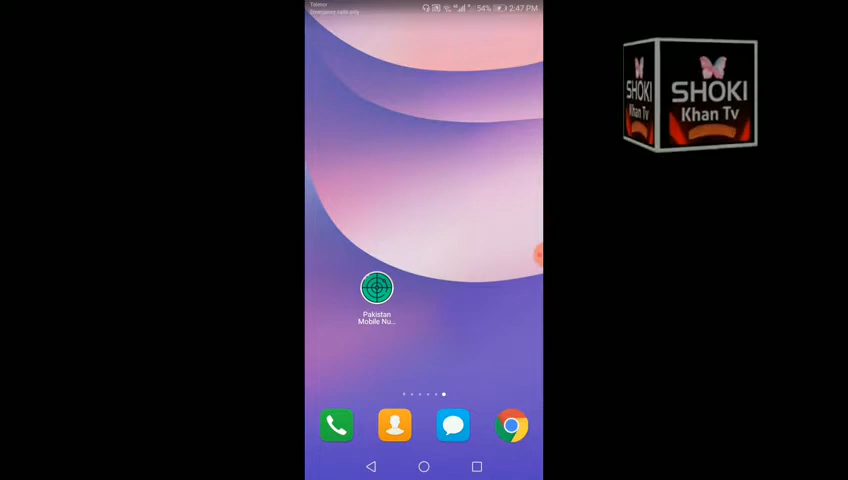 Telenor
Emergency calls only
54%
2:47 PM
SHOKI
Khan Tv
SHOKI
Khan Tv
Pakistan
Mobile Nu...